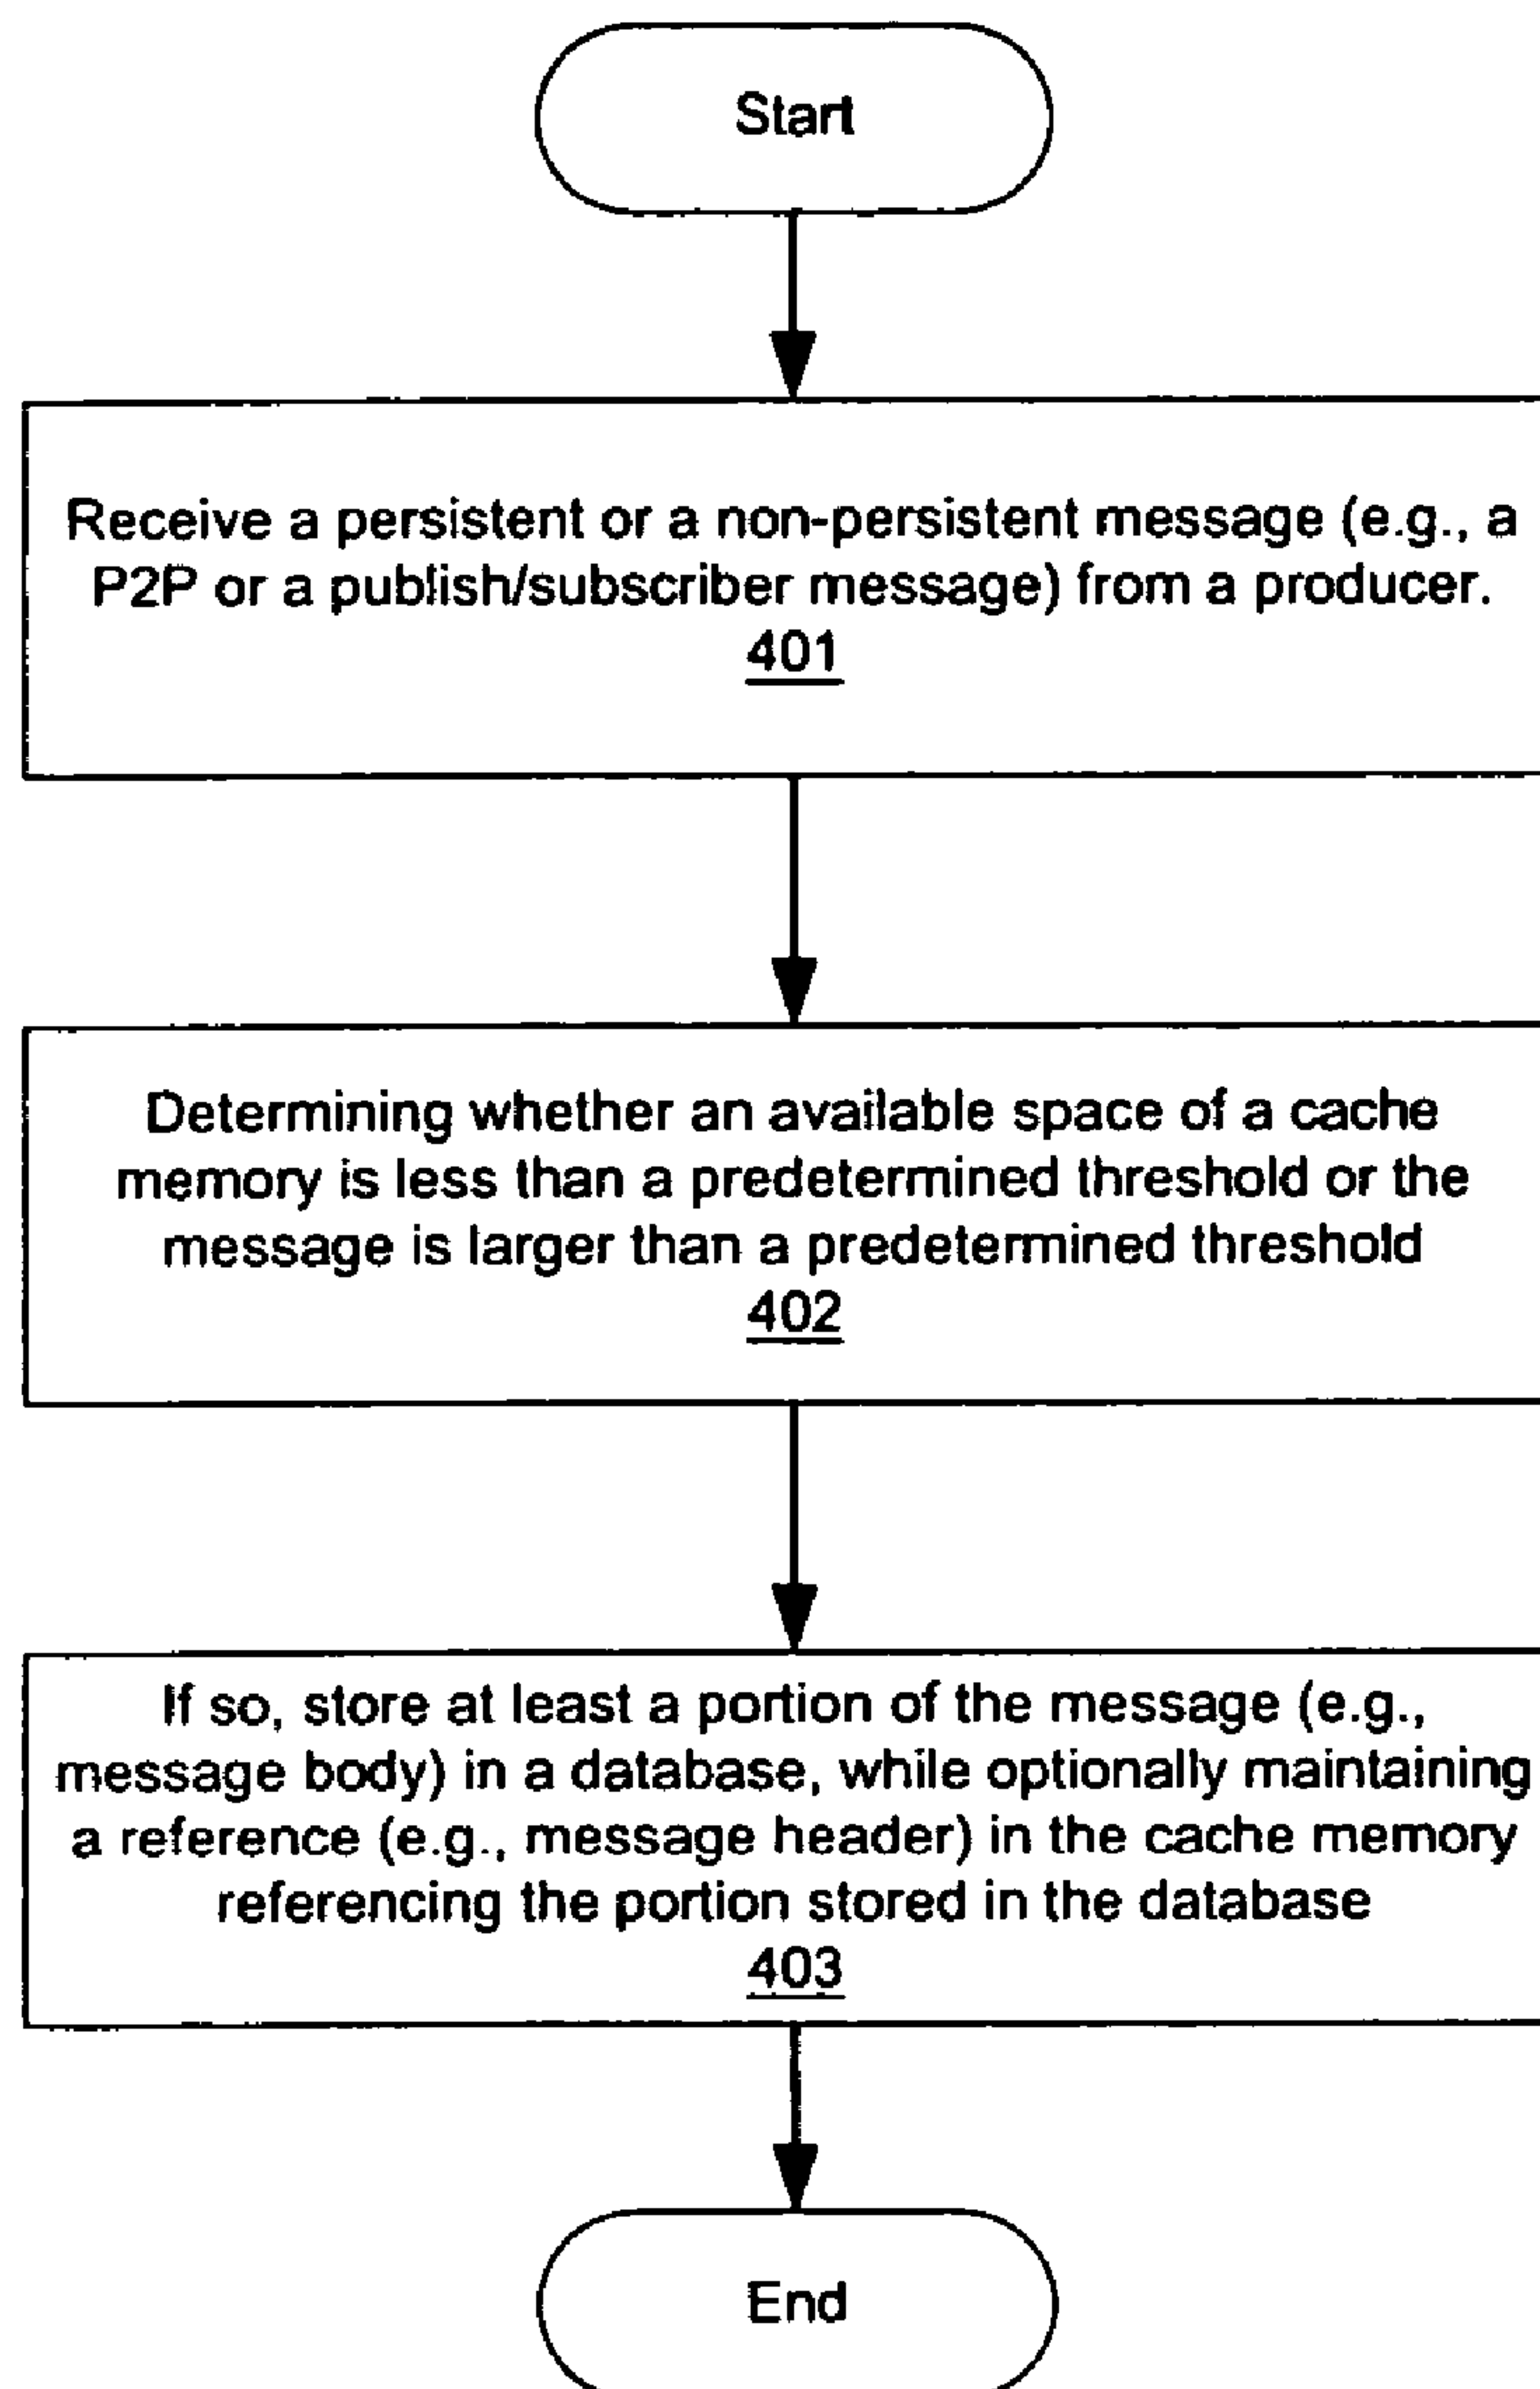 Start
Receive a persistent or a non-persistent message (e.g., a
P2P or a publish/subscriber message) from a producer.
401
Determining whether an available space of a cache
memory is less than a predetermined threshold or the
message is larger than a predetermined threshold
402
If so, store at least a portion of the message (e.g.,
message body) in a database, while optionally maintaining
a reference (e.g., message header) in the cache memory
referencing the portion stored in the database
403
End